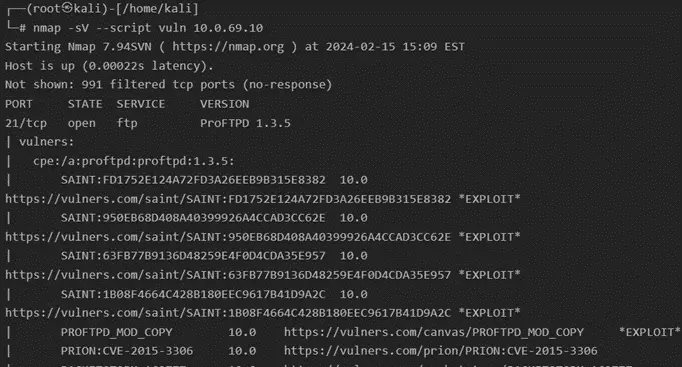 (root㉿kali)-[/home/kali]
# nmap -sV --script vuln 10.0.69.10
Starting Nmap 7.94SVN ( https://nmap.org ) at 2024-02-15 15:09 EST
Host is up (0.00022s latency).
Not shown: 991 filtered tcp ports (no-response)
PORT STATE SERVICE VERSION
21/tcp open ftp ProFTPD 1.3.5
| vulners:
| cpe:/a:proftpd:proftpd:1.3.5:
| SAINT:FD1752E124A72FD3A26EEB9B315E8382 10.0
https://vulners.com/saint/SAINT:FD1752E124A72FD3A26EEB9B315E8382 *EXPLOIT*
| SAINT:950EB68D408A40399926A4CCAD3CC62E 10.0
https://vulners.com/saint/SAINT:950EB68D408A40399926A4CCAD3CC62E *EXPLOIT*
| SAINT:63FB77B9136D48259E4F0D4CDA35E957 10.0
https://vulners.com/saint/SAINT:63FB77B9136D48259E4F0D4CDA35E957 *EXPLOIT*
| SAINT:1B08F4664C428B180EEC9617B41D9A2C 10.0
https://vulners.com/saint/SAINT:1B08F4664C428B180EEC9617B41D9A2C *EXPLOIT*
| PROFTPD_MOD_COPY 10.0 https://vulners.com/canvas/PROFTPD_MOD_COPY *EXPLOIT*
| PRION:CVE-2015-3306 10.0 https://vulners.com/prion/PRION:CVE-2015-3306